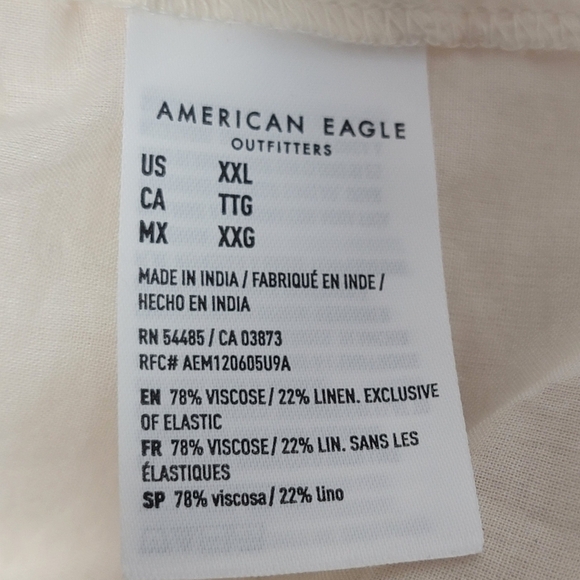 AMERICAN EAGLE
OUTFITTERS
US XXL
CA TTG
MX XXG
MADE IN INDIA / FABRIQUÉ EN INDE /
HECHO EN INDIA
RN 54485 / CA 03873
RFC# AEM120605U9A
EN 78% VISCOSE / 22% LINEN. EXCLUSIVE
OF ELASTIC
FR 78% VISCOSE / 22% LIN. SANS LES
ÉLASTIQUES
SP 78% viscosa / 22% lino